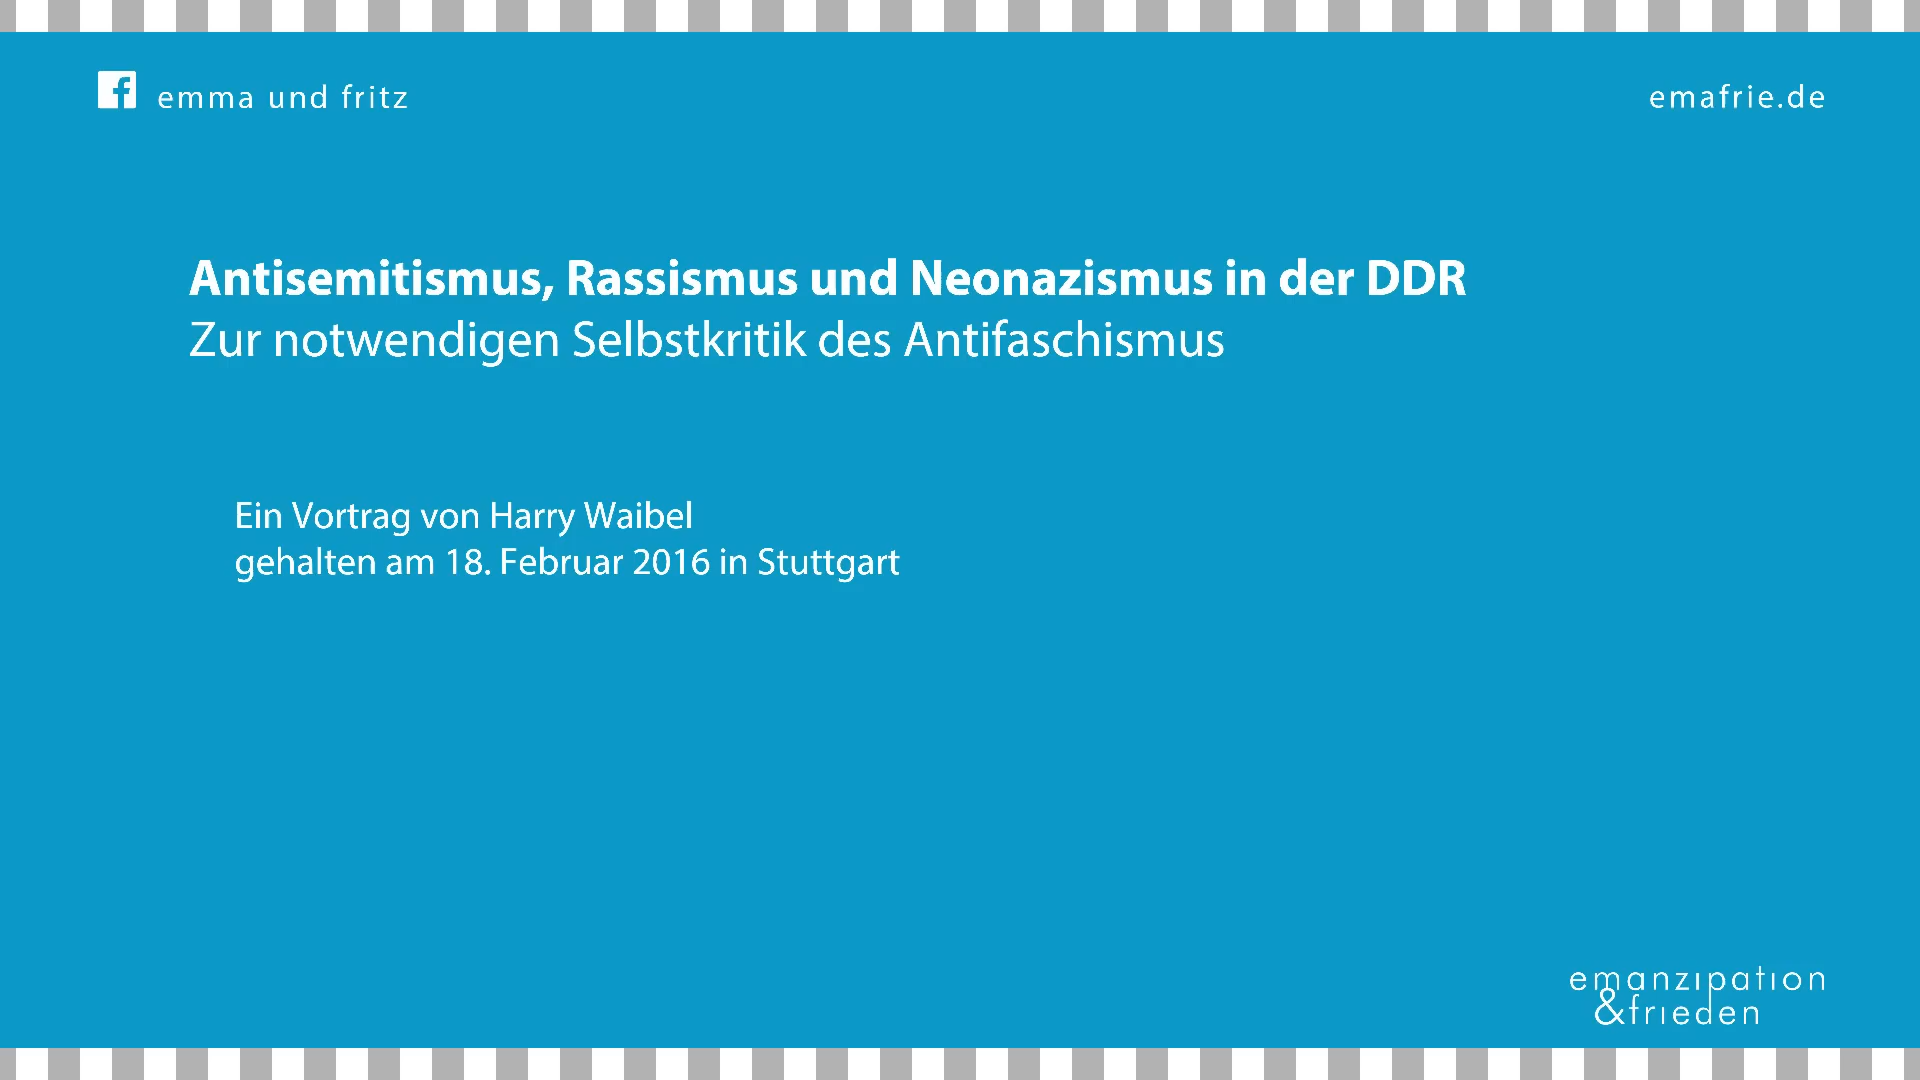 emma und fritz
emafrie.de
Antisemitismus, Rassismus und Neonazismus in der DDR
Zur notwendigen Selbstkritik des Antifaschismus
Ein Vortrag von Harry Waibel
gehalten am 18. Februar 2016 in Stuttgart
emanzipation
&frieden